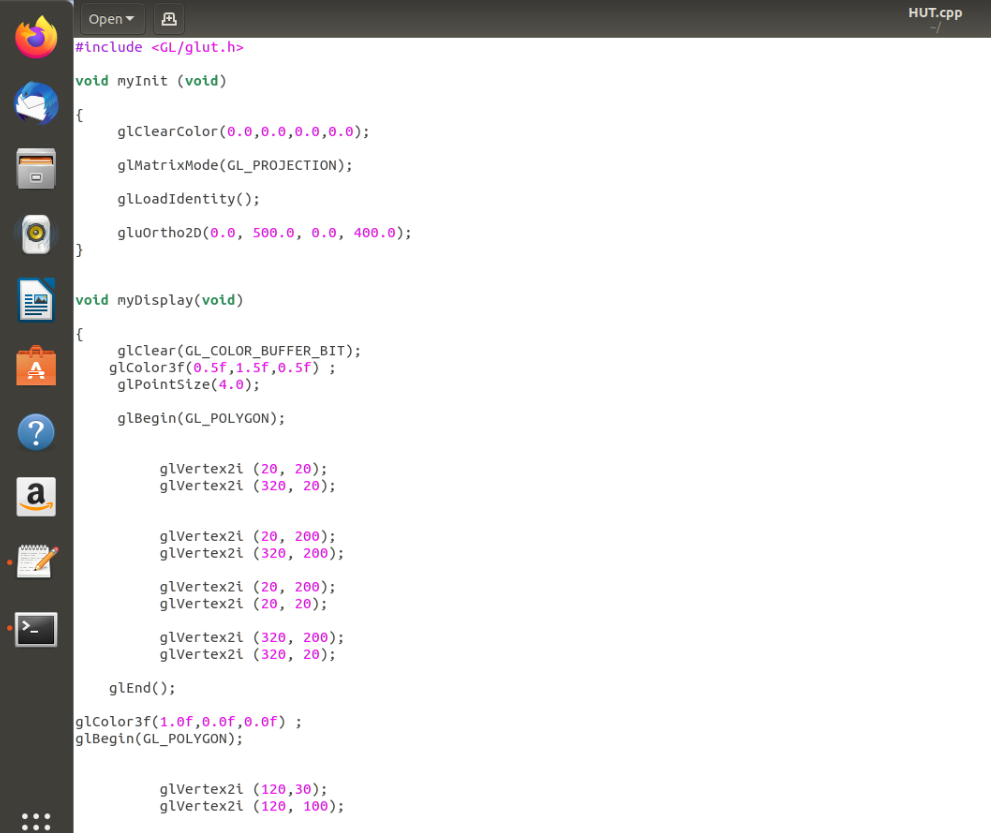 Open
HUT.cpp
~/
#include <GL/glut.h>
void myInit (void)
{
glClearColor(0.0,0.0,0.0,0.0);
glMatrixMode(GL_PROJECTION);
glLoadIdentity();
gluOrtho2D(0.0, 500.0, 0.0, 400.0);
}
void myDisplay(void)
{
glClear(GL_COLOR_BUFFER_BIT);
glColor3f(0.5f,1.5f,0.5f) ;
glPointSize(4.0);
glBegin(GL_POLYGON);
glVertex2i (20, 20);
glVertex2i (320, 20);
glVertex2i (20, 200);
glVertex2i (320, 200);
glVertex2i (20, 200);
glVertex2i (20, 20);
glVertex2i (320, 200);
glVertex2i (320, 20);
glEnd();
glColor3f(1.0f,0.0f,0.0f) ;
glBegin(GL_POLYGON);
glVertex2i (120,30);
glVertex2i (120, 100);